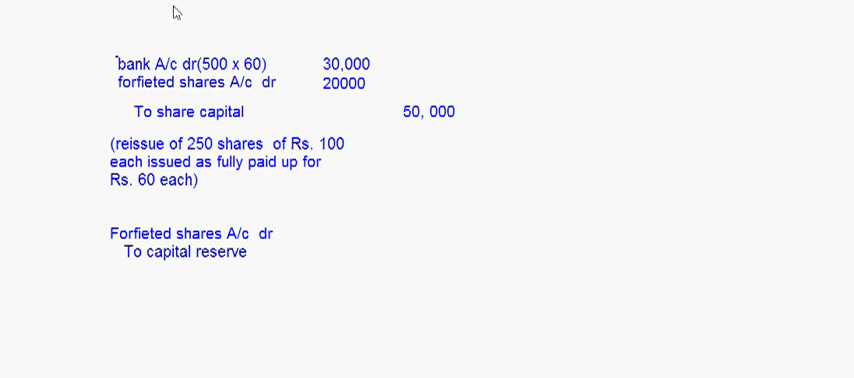 bank A/c dr(500 x 60) 30,000
forfieted shares A/c dr 20000
To share capital 50, 000
(reissue of 250 shares of Rs. 100
each issued as fully paid up for
Rs. 60 each)
Forfieted shares A/c dr
To capital reserve